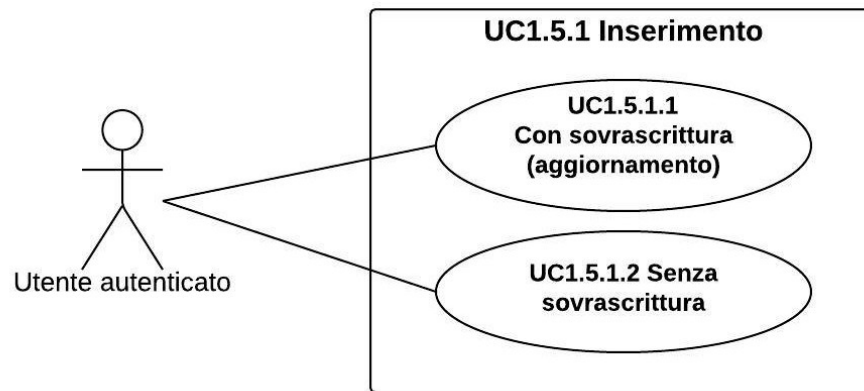 UC1.5.1 Inserimento
UC1.5.1.1
Con sovrascrittura
(aggiornamento)
Utente autenticato
UC1.5.1.2 Senza
sovrascrittura